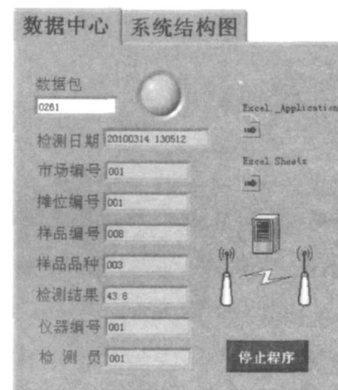 数据中心 系统结构图
数据包
0261
Excel._Application
检测日期 20100314 130512
市场编号 001
Excel Sheets
摊位编号 001
样品编号 008
样品品种 003
检测结果 43.8
仪器编号 001
检 测 员 001
停止程序